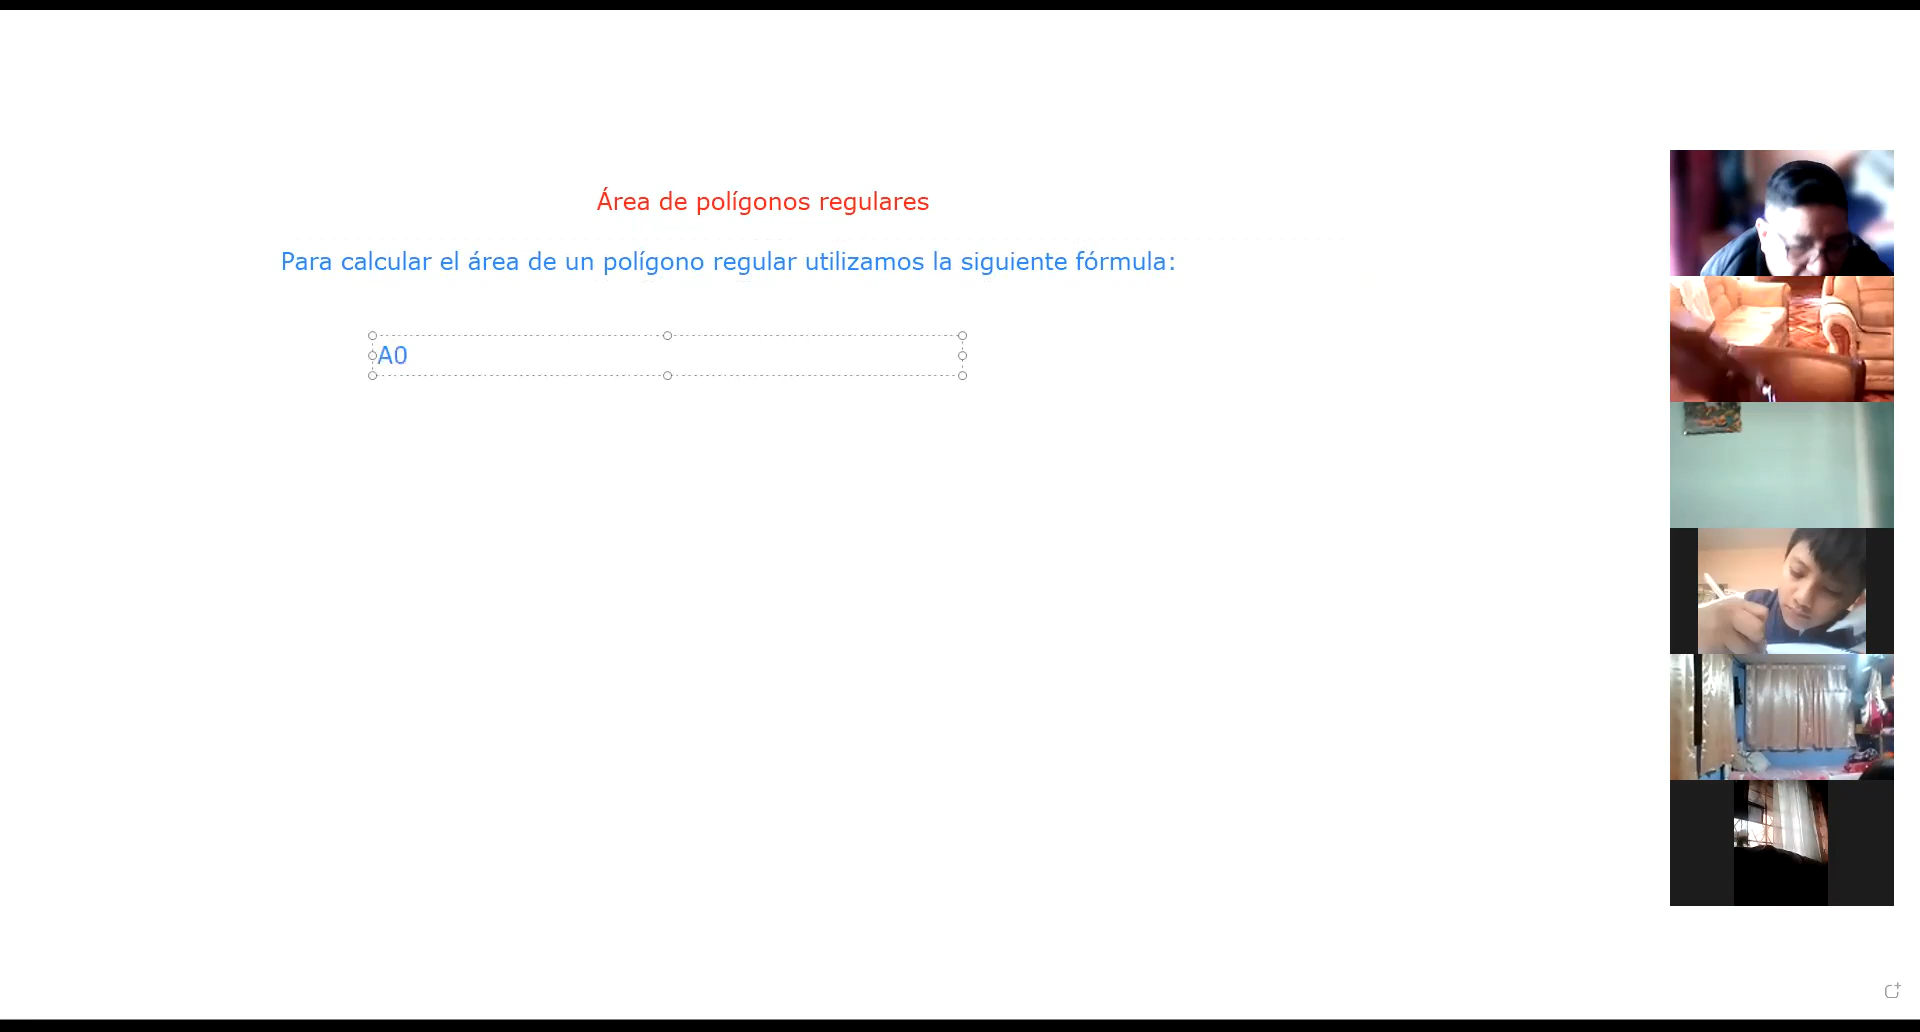 Área de polígonos regulares
Para calcular el área de un polígono regular utilizamos la siguiente fórmula:
A0